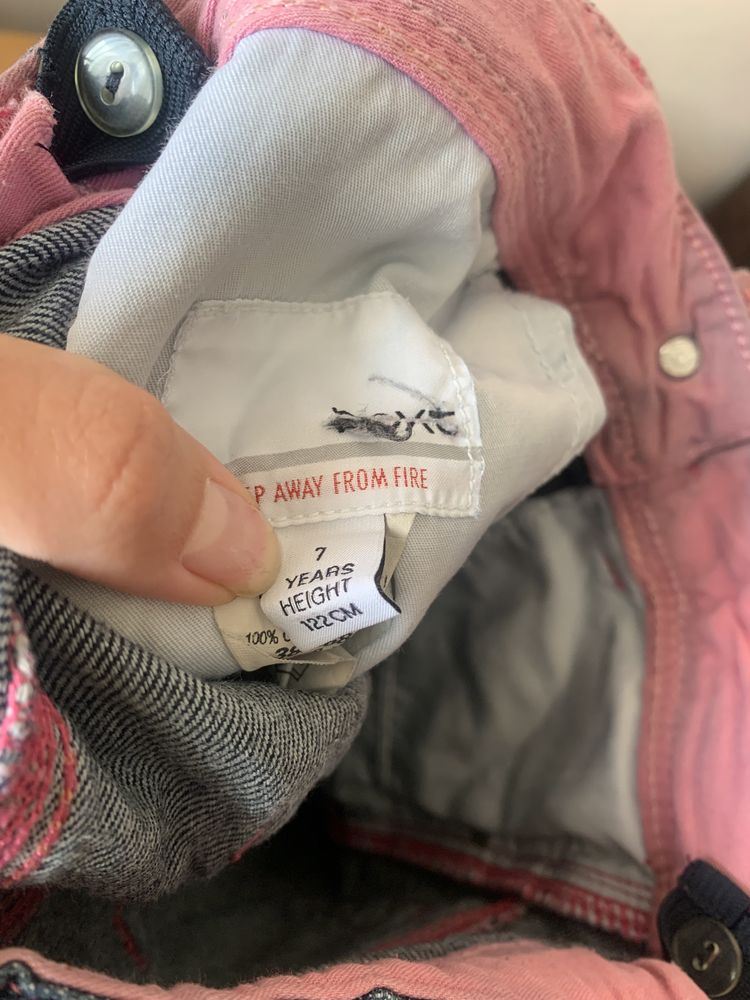 P AWAY FROM FIRE
7
YEARS
HEIGHT
122CM
100%